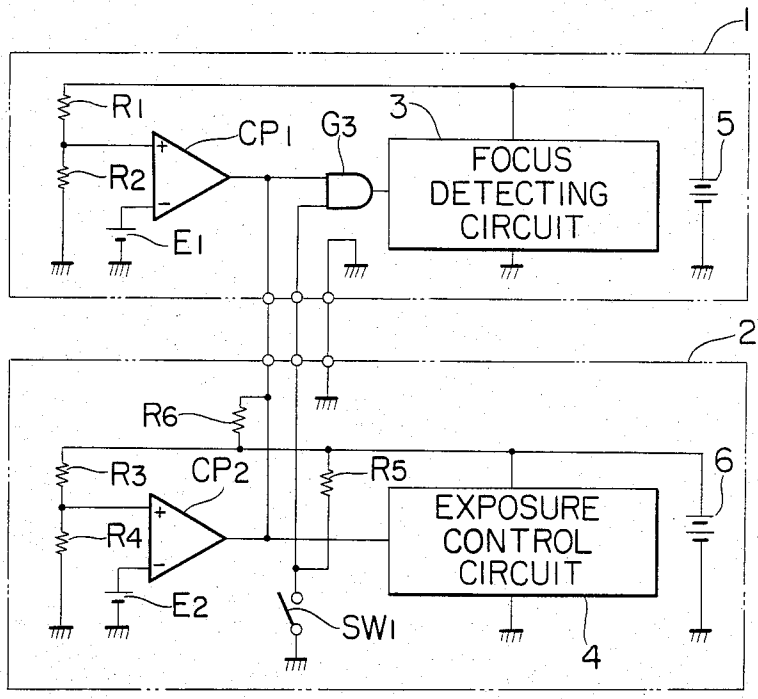 1
R1
CP1
G3
3
5
FOCUS
DETECTING
CIRCUIT
+
R2
−
E1
2
R6
R3
CP2
R5
6
EXPOSURE
CONTROL
CIRCUIT
+
R4
−
E2
SW1
4